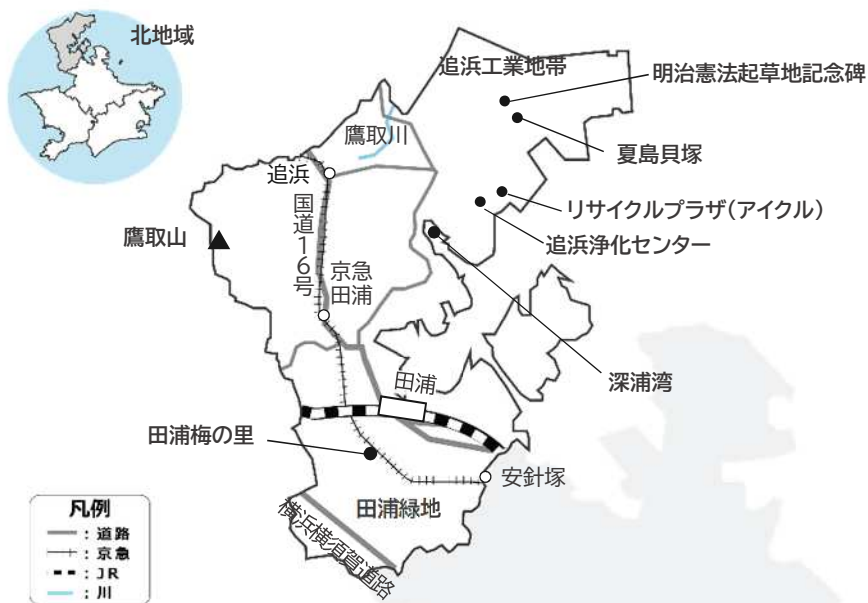 北地域
追浜工業地帯
明治憲法起草地記念碑
鷹取川
夏島貝塚
追浜
リサイクルプラザ(アイクル)
国道16号
鷹取山
追浜浄化センター
京急
田浦
深浦湾
田浦
田浦梅の里
安針塚
田浦緑地
横浜横須賀道路
凡例
:道路
:京急
:JR
:川